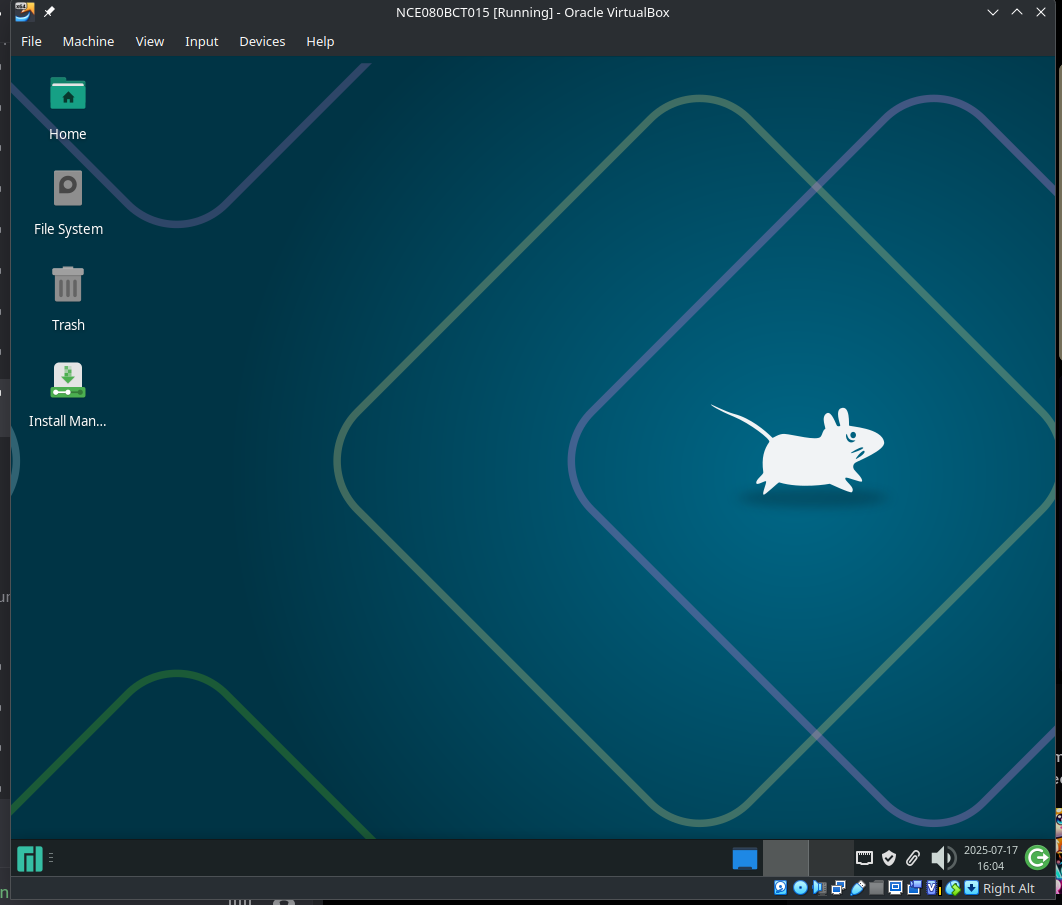 NCE080BCT015 [Running] - Oracle VirtualBox
File Machine View Input Devices Help
Home
File System
Trash
Install Man...
2025-07-17
16:04
Right Alt